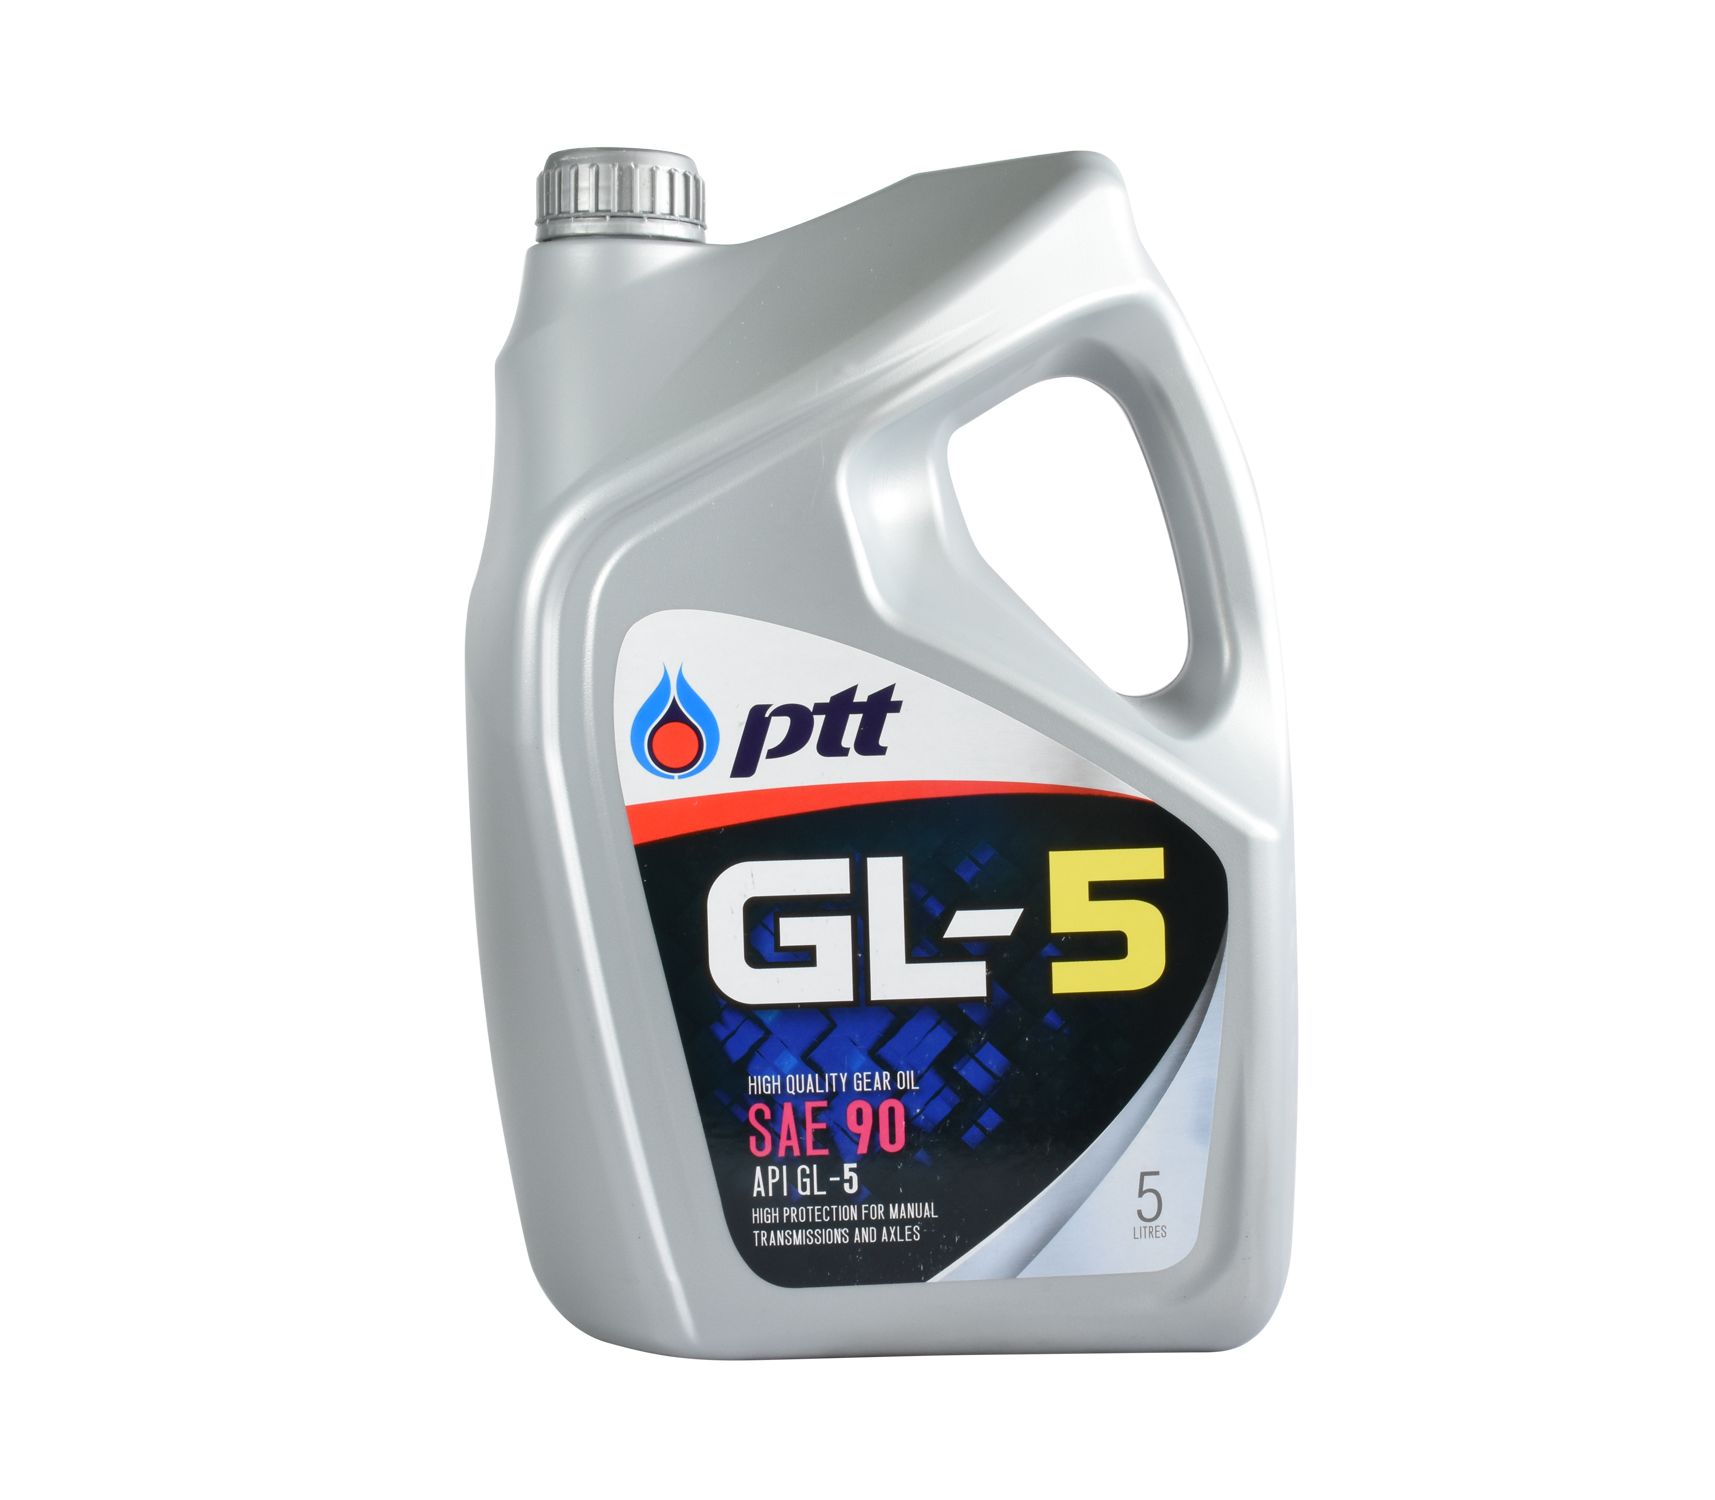 ptt
GL-5
HIGH QUALITY GEAR OIL
SAE 90
API GL-5
HIGH PROTECTION FOR MANUAL
TRANSMISSIONS AND AXLES
5
LITRES